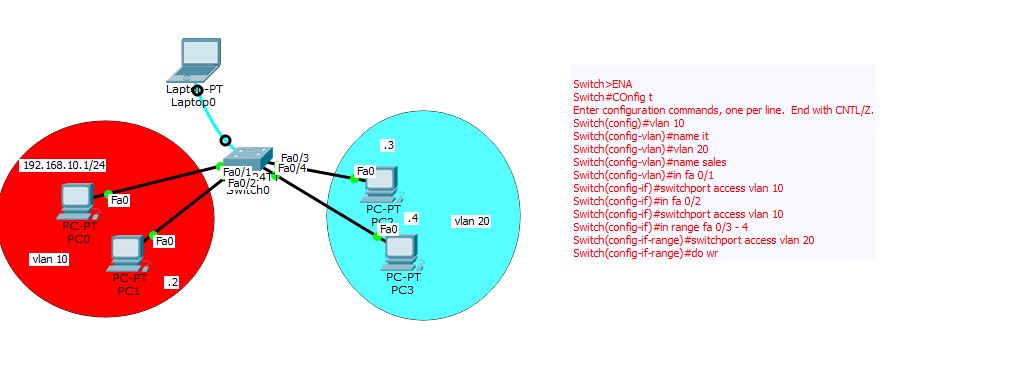 Laptop-PT
Laptop0
192.168.10.1/24
Fa0
PC-PT
PC0
vlan 10
Fa0
PC-PT
PC1
.2
Fa0/1
Fa0/2
Fa0/3
Fa0/4
Switch0
.3
Fa0
PC-PT
.4
vlan 20
Fa0
PC-PT
PC3
Switch>ENA
Switch#COnfig t
Enter configuration commands, one per line. End with CNTL/Z.
Switch(config)#vlan 10
Switch(config-vlan)#name it
Switch(config-vlan)#vlan 20
Switch(config-vlan)#name sales
Switch(config-vlan)#in fa 0/1
Switch(config-if)#switchport access vlan 10
Switch(config-if)#in fa 0/2
Switch(config-if)#switchport access vlan 10
Switch(config-if)#in range fa 0/3 - 4
Switch(config-if-range)#switchport access vlan 20
Switch(config-if-range)#do wr